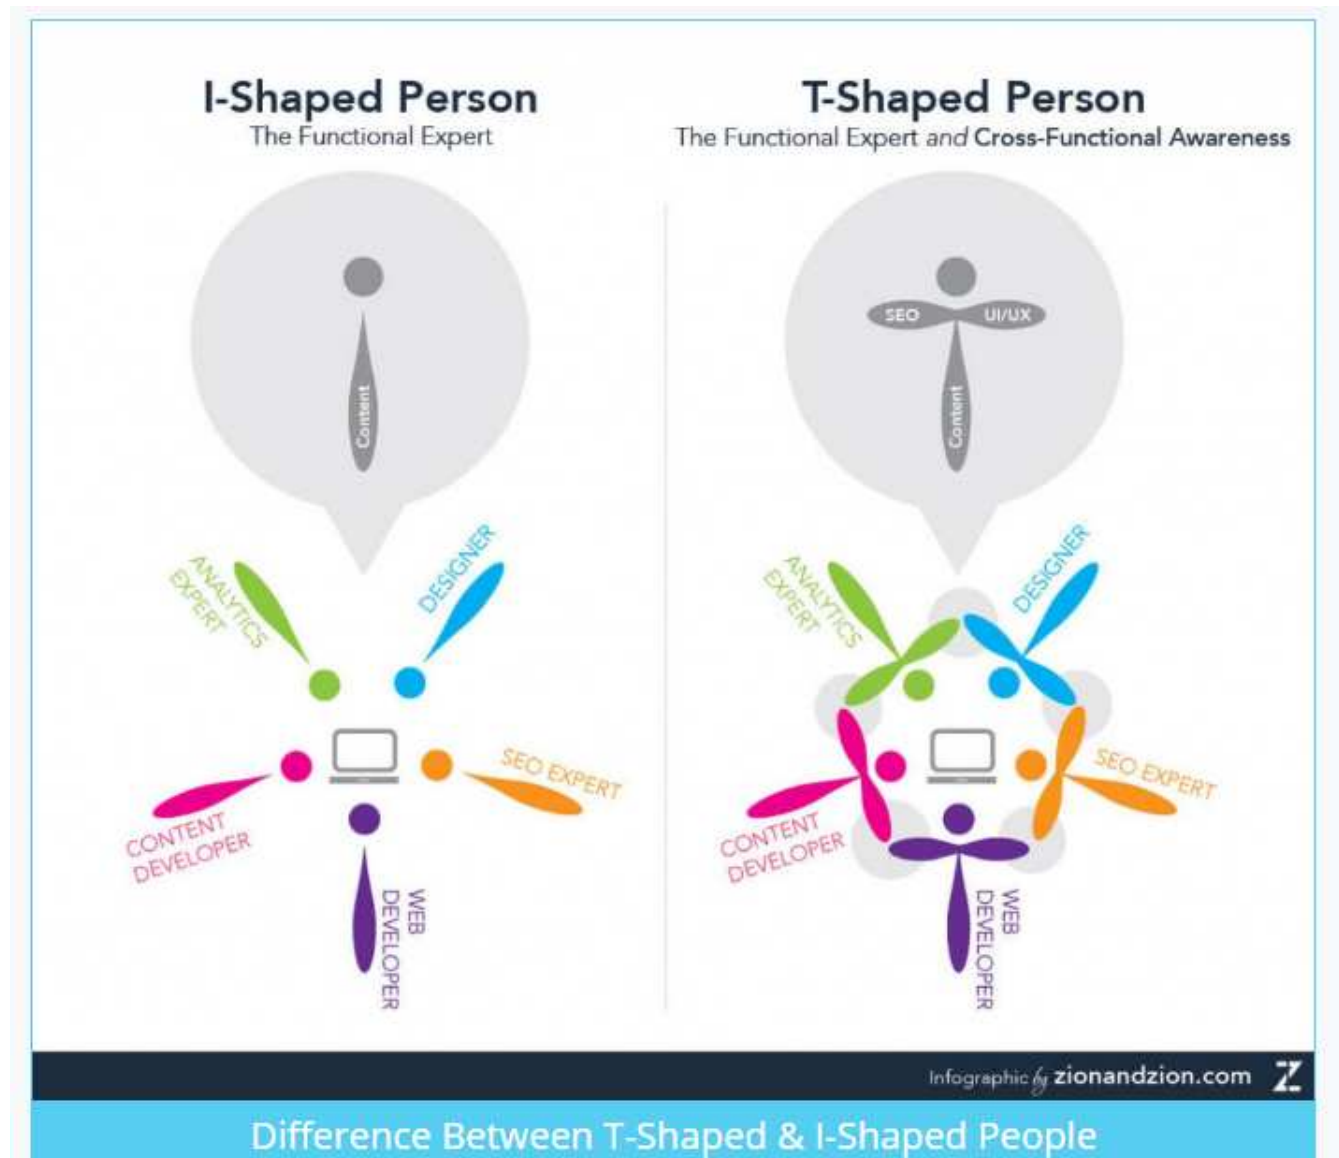 I-Shaped Person
The Functional Expert
Content
ANALYTICS
EXPERT
DESIGNER
SEO EXPERT
CONTENT
DEVELOPER
WEB
DEVELOPER
T-Shaped Person
The Functional Expert and Cross-Functional Awareness
SEO
UI/UX
Content
ANALYTICS
EXPERT
DESIGNER
SEO EXPERT
CONTENT
DEVELOPER
WEB
DEVELOPER
Infographic by zionandzion.com Z
Difference Between T-Shaped & I-Shaped People